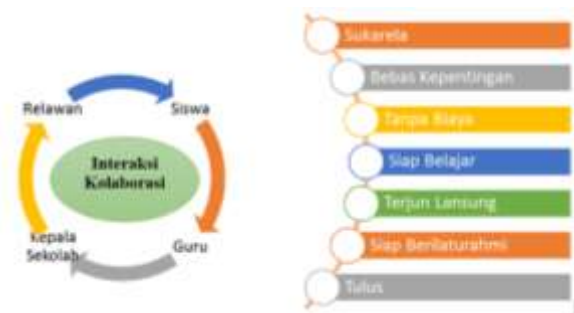 Relawan
Siswa
Interaksi
Kolaborasi
Kepala
Sekolah
Guru
Sukarela
Bebas Kepentingan
Tanpa Biaya
Siap Belajar
Terjun Lansung
Siap Bersilaturahmi
Tulus